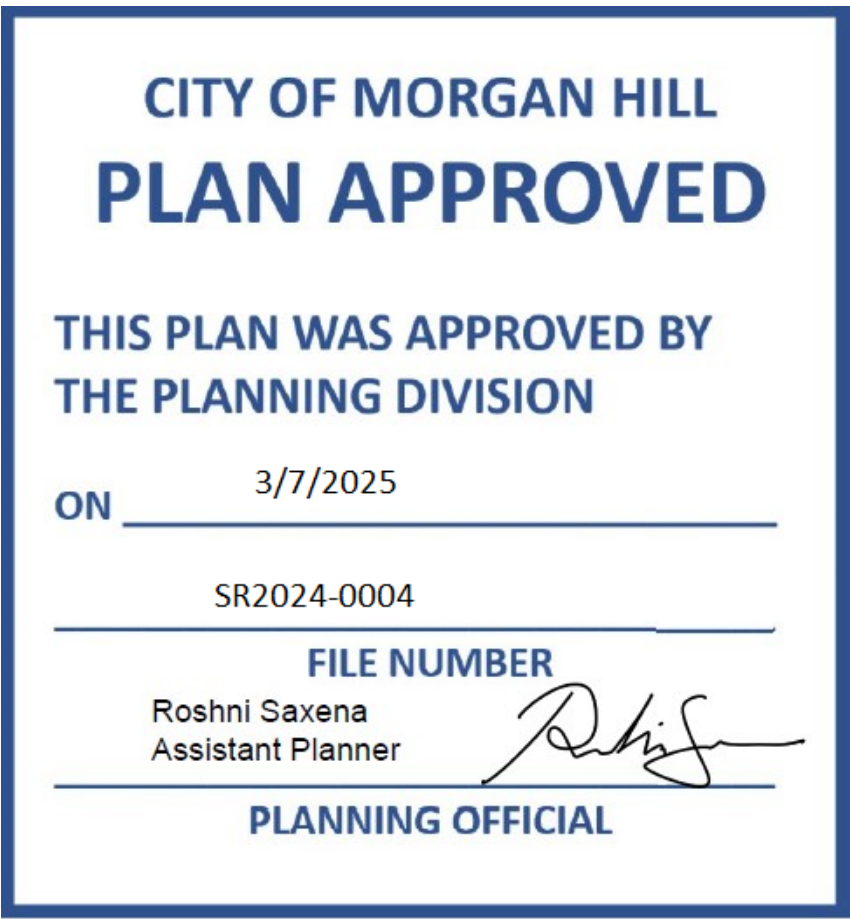 CITY OF MORGAN HILL
PLAN APPROVED
THIS PLAN WAS APPROVED BY
THE PLANNING DIVISION
ON 3/7/2025
SR2024-0004
FILE NUMBER
Roshni Saxena
Assistant Planner
PLANNING OFFICIAL